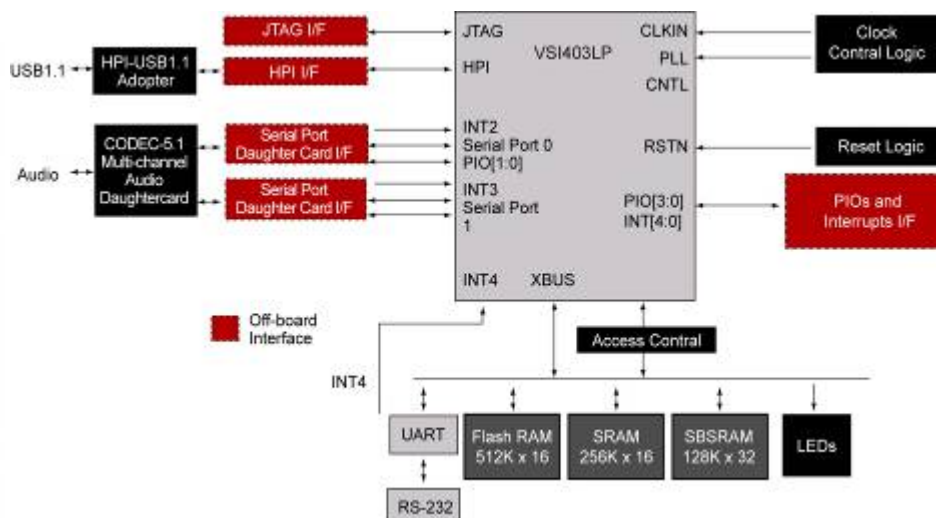 JTAG I/F
USB1.1
HPI-USB1.1
Adopter
HPI I/F
Audio
CODEC-5.1
Multi-channel
Audio
Daughtercard
Serial Port
Daughter Card I/F
Serial Port
Daughter Card I/F
JTAG
HPI
VSI403LP
CLKIN
PLL
CNTL
INT2
Serial Port 0
PIO[1:0]
INT3
Serial Port
1
RSTN
PIO[3:0]
INT[4:0]
INT4
XBUS
Clock
Contral Logic
Reset Logic
PIOs and
Interrupts I/F
Off-board
Interface
INT4
Access Contral
UART
RS-232
Flash RAM
512K x 16
SRAM
256K x 16
SBSRAM
128K x 32
LEDs